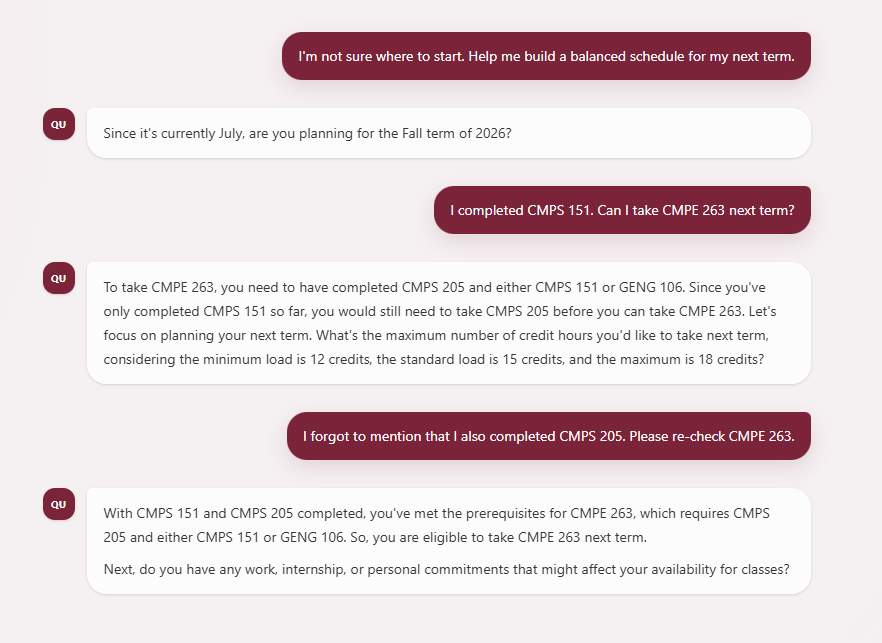 I'm not sure where to start. Help me build a balanced schedule for my next term.
QU
Since it's currently July, are you planning for the Fall term of 2026?
I completed CMPS 151. Can I take CMPE 263 next term?
QU
To take CMPE 263, you need to have completed CMPS 205 and either CMPS 151 or GENG 106. Since you've
only completed CMPS 151 so far, you would still need to take CMPS 205 before you can take CMPE 263. Let's
focus on planning your next term. What's the maximum number of credit hours you'd like to take next term,
considering the minimum load is 12 credits, the standard load is 15 credits, and the maximum is 18 credits?
I forgot to mention that I also completed CMPS 205. Please re-check CMPE 263.
QU
With CMPS 151 and CMPS 205 completed, you've met the prerequisites for CMPE 263, which requires CMPS
205 and either CMPS 151 or GENG 106. So, you are eligible to take CMPE 263 next term.
Next, do you have any work, internship, or personal commitments that might affect your availability for classes?